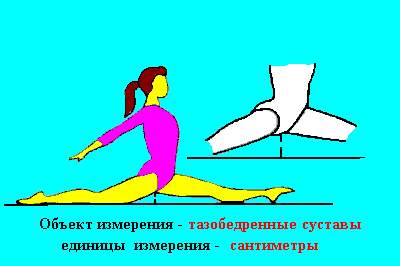 Объект измерения - тазобедренные суставы
единицы измерения - сантиметры